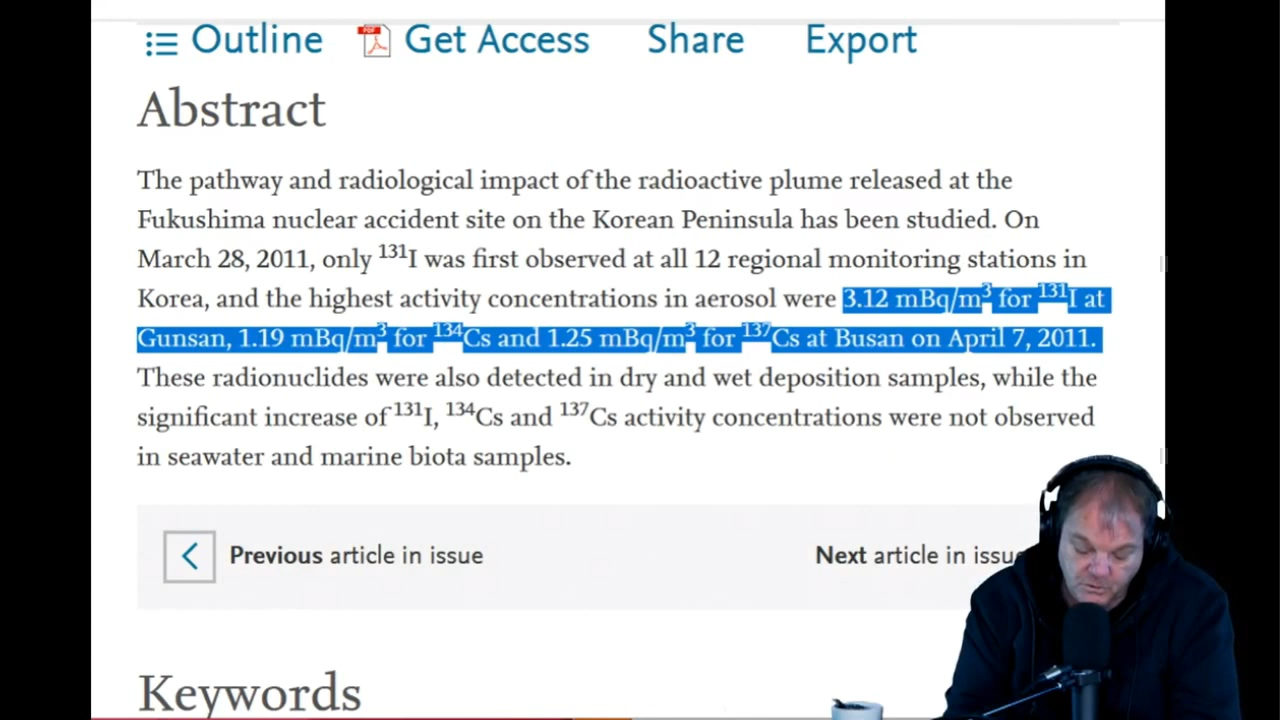 Outline Get Access Share Export
Abstract
The pathway and radiological impact of the radioactive plume released at the
Fukushima nuclear accident site on the Korean Peninsula has been studied. On
March 28, 2011, only ¹³¹I was first observed at all 12 regional monitoring stations in
Korea, and the highest activity concentrations in aerosol were 3.12 mBq/m³ for ¹³¹I at
Gunsan, 1.19 mBq/m³ for ¹³⁴Cs and 1.25 mBq/m³ for ¹³⁷Cs at Busan on April 7, 2011.
These radionuclides were also detected in dry and wet deposition samples, while the
significant increase of ¹³¹I, ¹³⁴Cs and ¹³⁷Cs activity concentrations were not observed
in seawater and marine biota samples.
Previous article in issue Next article in issu
Keywords